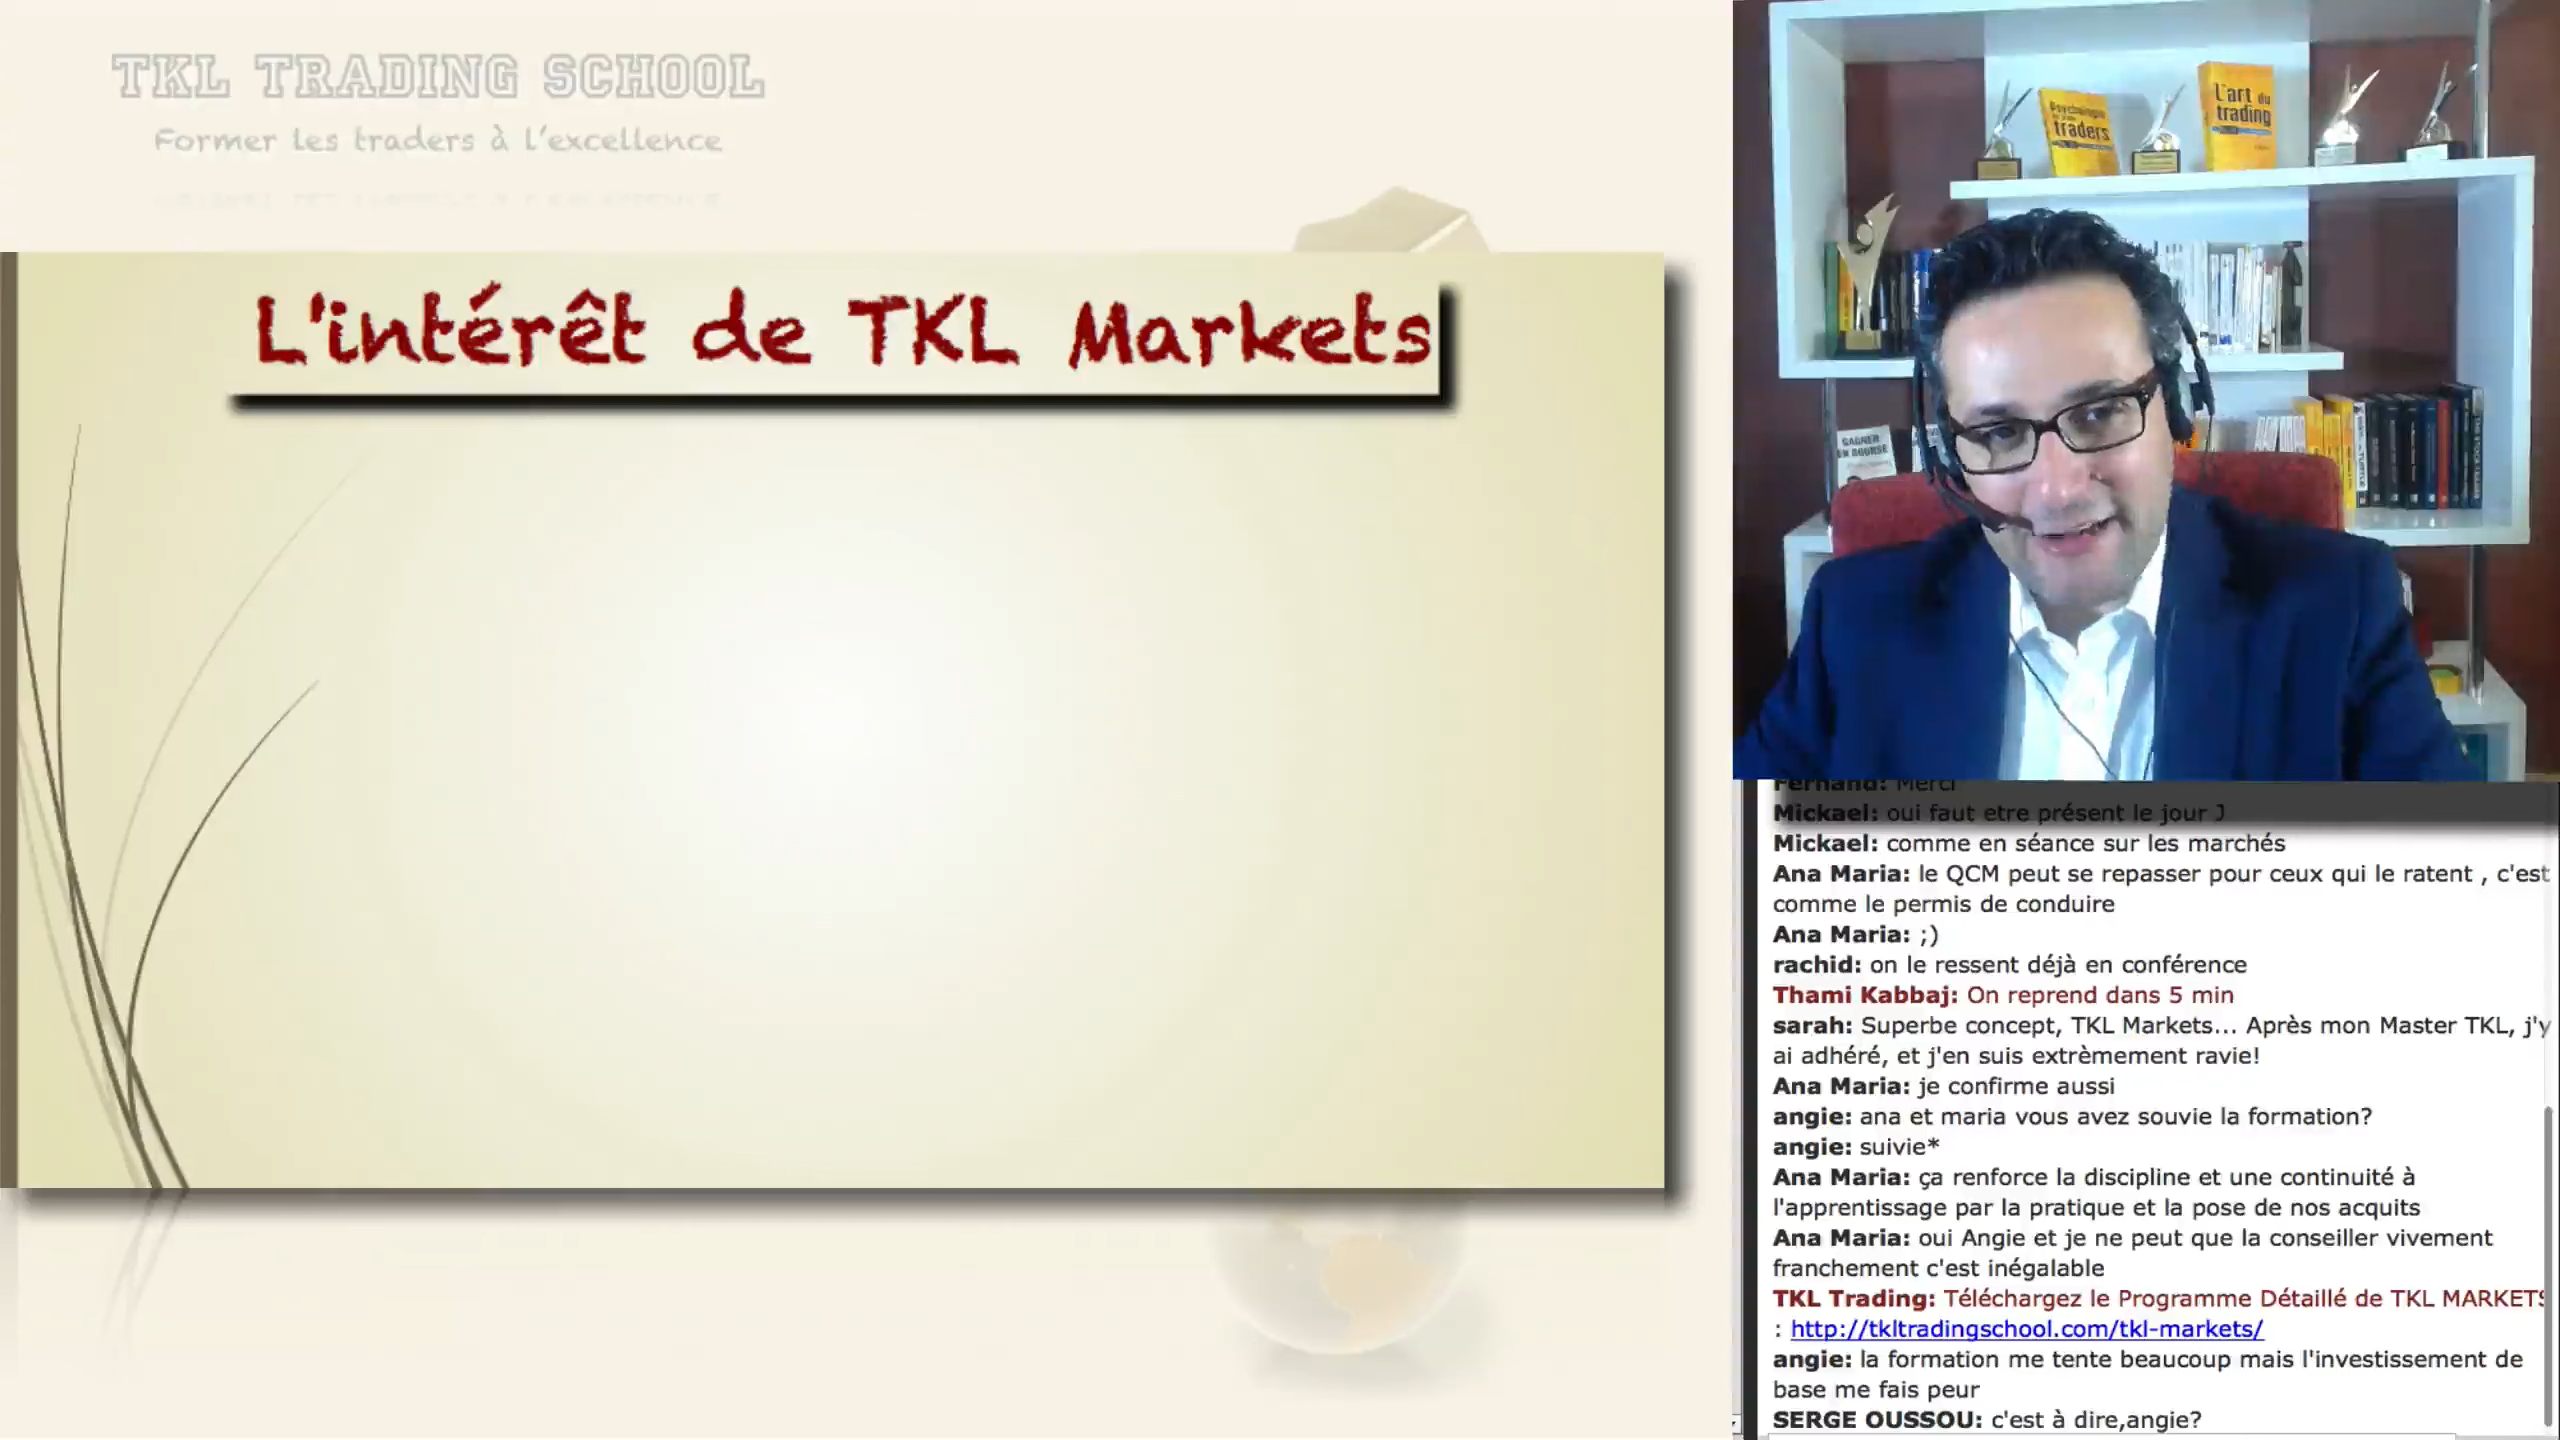 TKL TRADING SCHOOL
Former les traders à l'excellence
L'intérêt de TKL Markets
Psychologie
traders
L'art du
trading
GAGNER
EN BOURSE
Fernand: Merci
Mickael: oui faut etre présent le jour J
Mickael: comme en séance sur les marchés
Ana Maria: le QCM peut se repasser pour ceux qui le ratent , c'est
comme le permis de conduire
Ana Maria: ;)
rachid: on le ressent déjà en conférence
Thami Kabbaj: On reprend dans 5 min
sarah: Superbe concept, TKL Markets... Après mon Master TKL, j'y
ai adhéré, et j'en suis extrèmement ravie!
Ana Maria: je confirme aussi
angie: ana et maria vous avez souvie la formation?
angie: suivie*
Ana Maria: ça renforce la discipline et une continuité à
l'apprentissage par la pratique et la pose de nos acquits
Ana Maria: oui Angie et je ne peut que la conseiller vivement
franchement c'est inégalable
TKL Trading: Téléchargez le Programme Détaillé de TKL MARKETS
: http://tkltradingschool.com/tkl-markets/
angie: la formation me tente beaucoup mais l'investissement de
base me fais peur
SERGE OUSSOU: c'est à dire,angie?